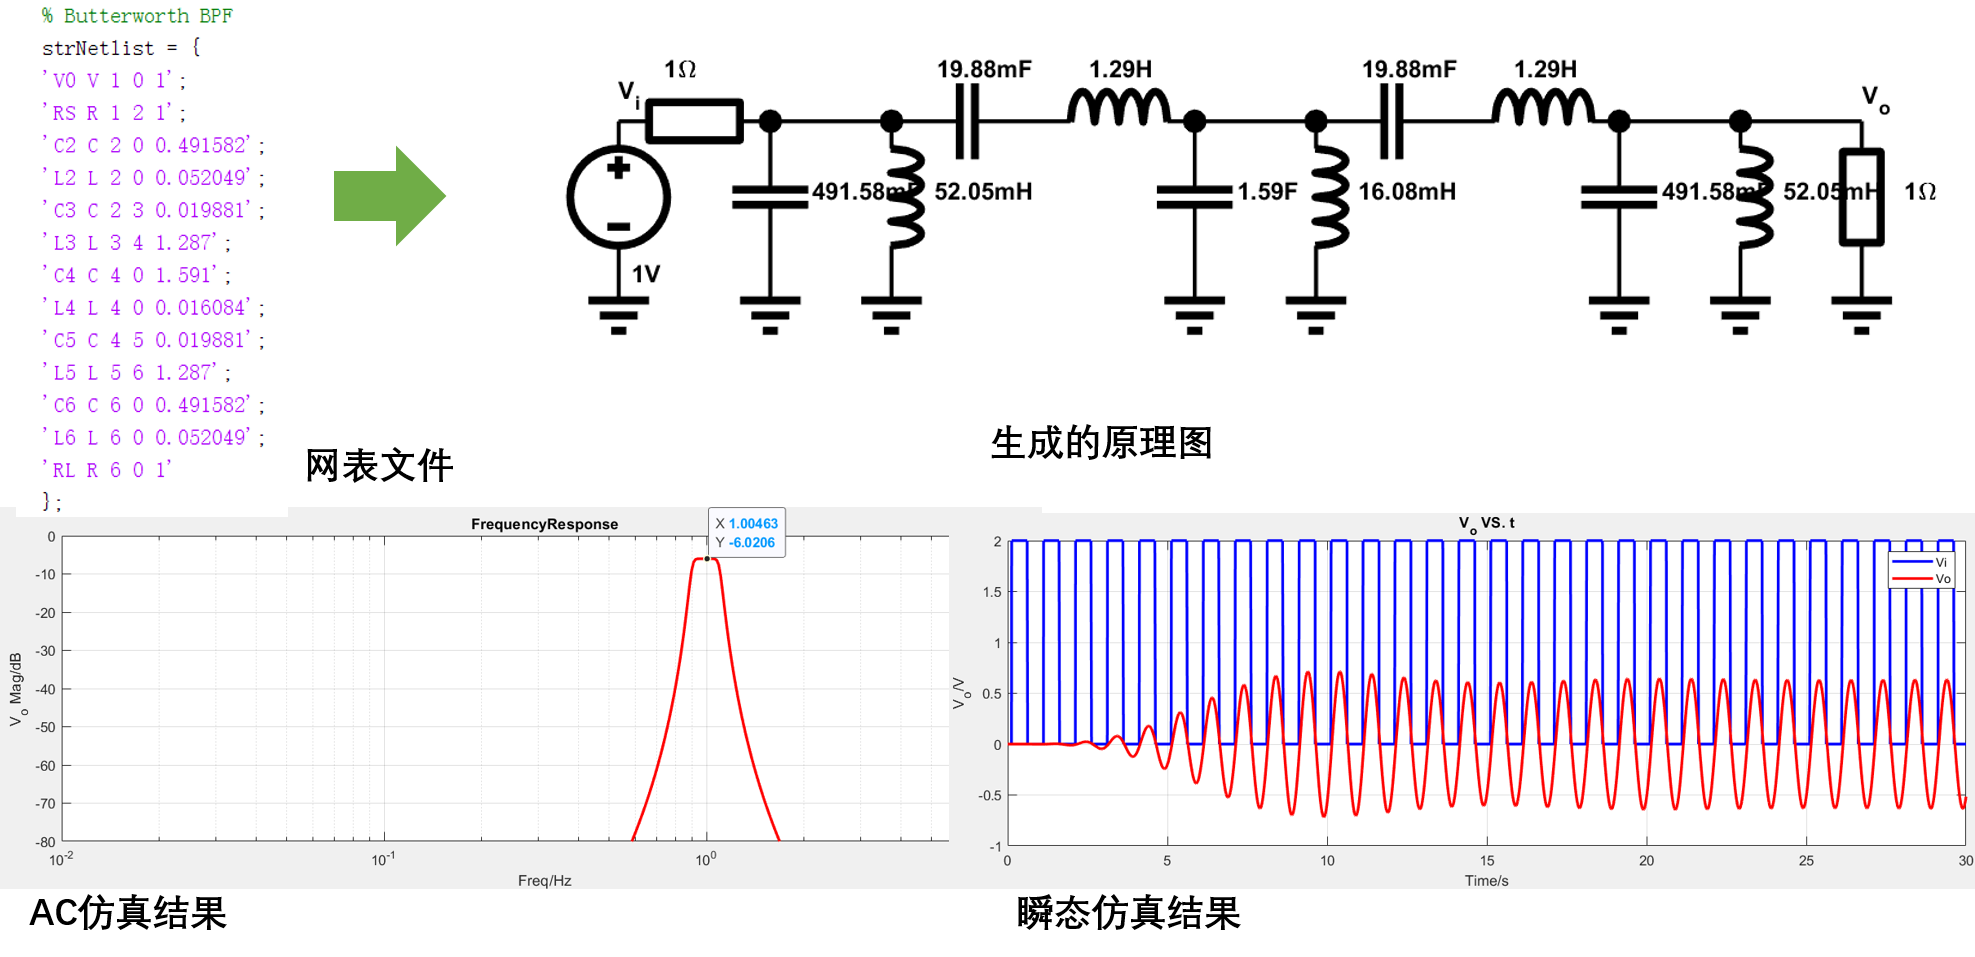 % Butterworth BPF
strNetlist = {
'V0 V 1 0 1';
'RS R 1 2 1';
'C2 C 2 0 0.491582';
'L2 L 2 0 0.052049';
'C3 C 2 3 0.019881';
'L3 L 3 4 1.287';
'C4 C 4 0 1.591';
'L4 L 4 0 0.016084';
'C5 C 4 5 0.019881';
'L5 L 5 6 1.287';
'C6 C 6 0 0.491582';
'L6 L 6 0 0.052049';
'RL R 6 0 1'
};
网表文件
1Ω 19.88mF 1.29H 19.88mF 1.29H
Vi Vo
491.58mF 52.05mH 1.59F 16.08mH 491.58mF 52.05mH 1Ω
1V
生成的原理图
FrequencyResponse
X 1.00463
Y -6.0206
0
-10
-20
-30
-40
-50
-60
-70
-80
Vo Mag/dB
10-2 10-1 100
Freq/Hz
AC仿真结果
Vo VS. t
Vi
Vo
2
1.5
1
0.5
0
-0.5
-1
Vo/V
0 5 10 15 20 25 30
Time/s
瞬态仿真结果